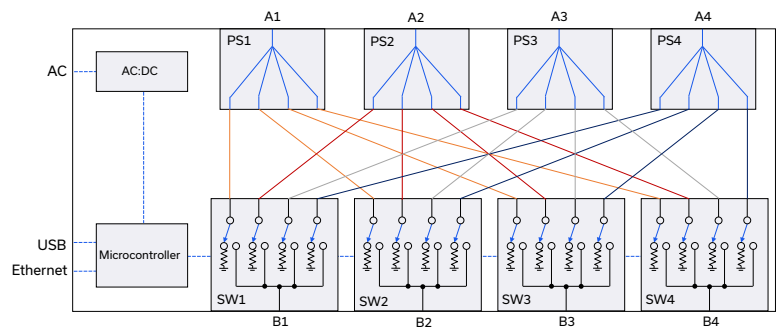 A1 A2 A3 A4
PS1 PS2 PS3 PS4
AC AC:DC
USB
Microcontroller
Ethernet
SW1 SW2 SW3 SW4
B1 B2 B3 B4